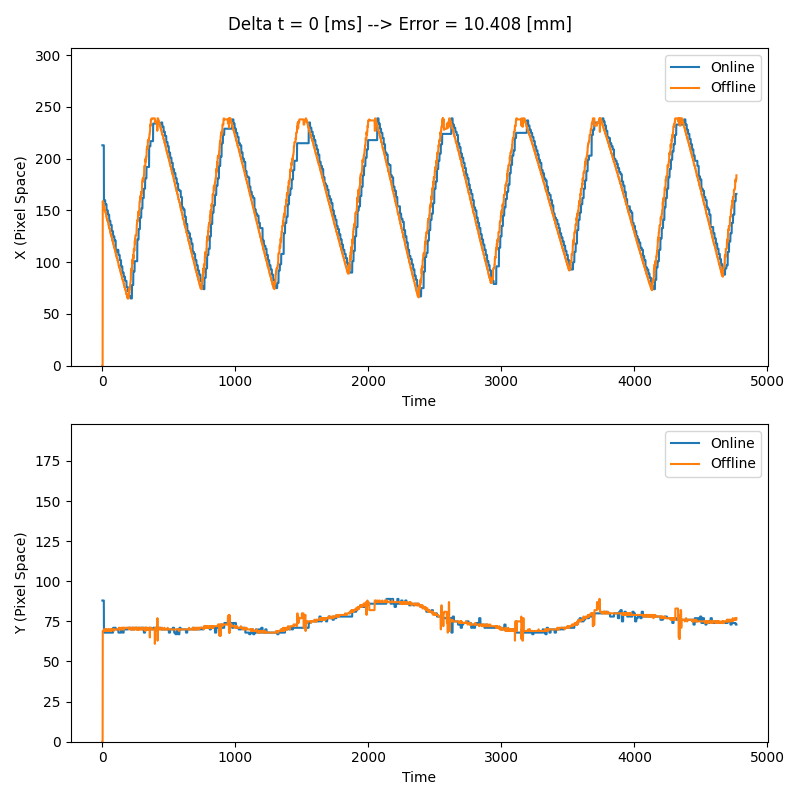 Delta t = 0 [ms] --> Error = 10.408 [mm]
300
250
200
150
100
50
0
X (Pixel Space)
Online
Offline
0 1000 2000 3000 4000 5000
Time
175
150
125
100
75
50
25
0
Y (Pixel Space)
Online
Offline
0 1000 2000 3000 4000 5000
Time